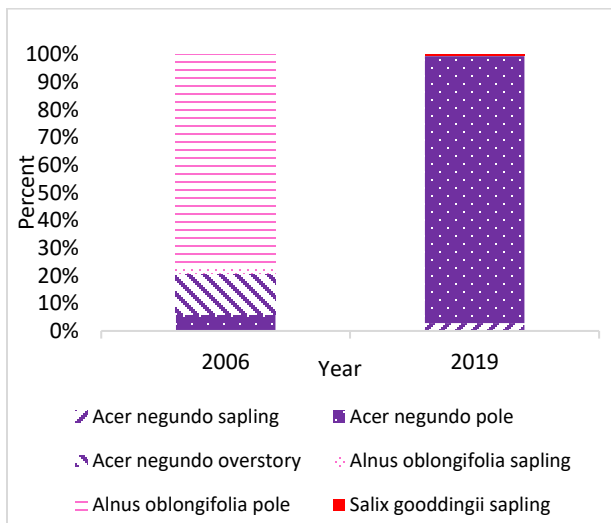 100%
90%
80%
70%
60%
50%
40%
30%
20%
10%
0%
Percent
2006 2019
Year
Acer negundo sapling Acer negundo pole
Acer negundo overstory Alnus oblongifolia sapling
Alnus oblongifolia pole Salix gooddingii sapling